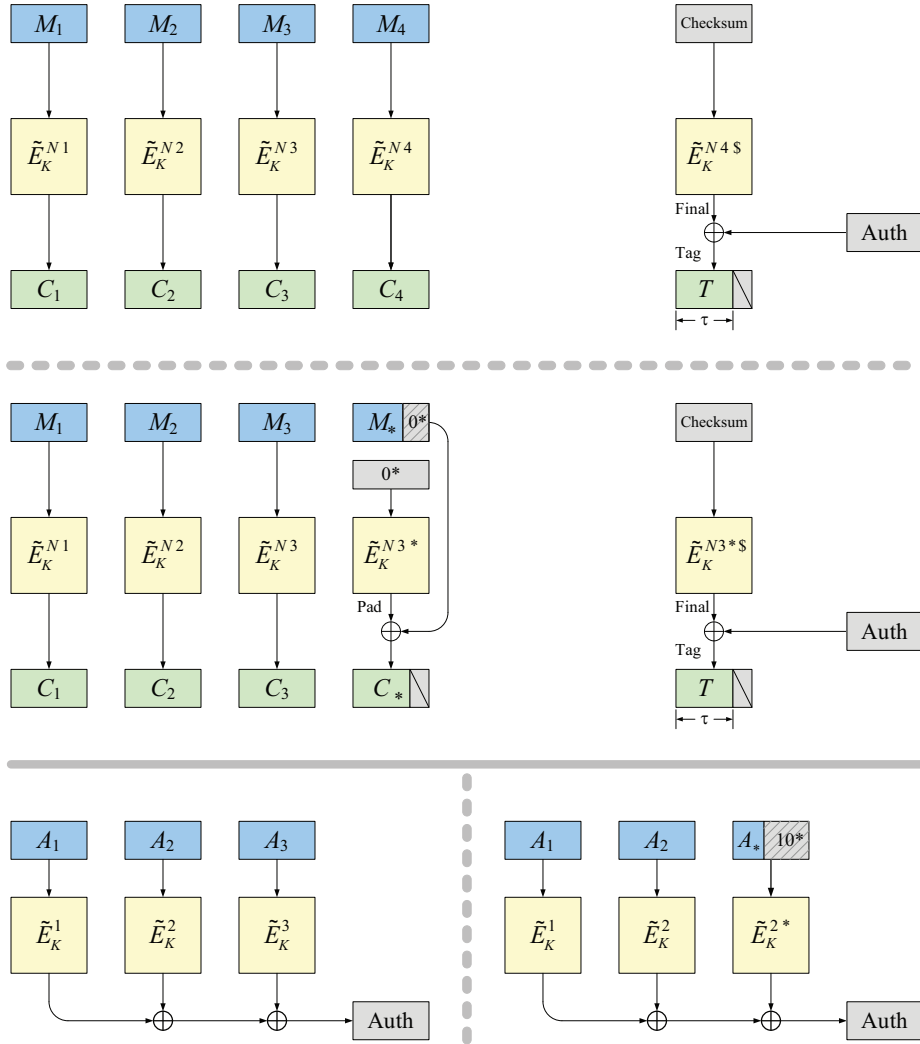 M₁ M₂ M₃ M₄ Checksum
Ẽ_K^{N 1} Ẽ_K^{N 2} Ẽ_K^{N 3} Ẽ_K^{N 4} Ẽ_K^{N 4 $}
Final
Auth
Tag
C₁ C₂ C₃ C₄ T
τ
M₁ M₂ M₃ M_* 0* Checksum
0*
Ẽ_K^{N 1} Ẽ_K^{N 2} Ẽ_K^{N 3} Ẽ_K^{N 3 *} Ẽ_K^{N 3 * $}
Pad Final
Auth
Tag
C₁ C₂ C₃ C_* T
τ
A₁ A₂ A₃ A₁ A₂ A_* 10*
Ẽ_K^{1} Ẽ_K^{2} Ẽ_K^{3} Ẽ_K^{1} Ẽ_K^{2} Ẽ_K^{2 *}
Auth Auth